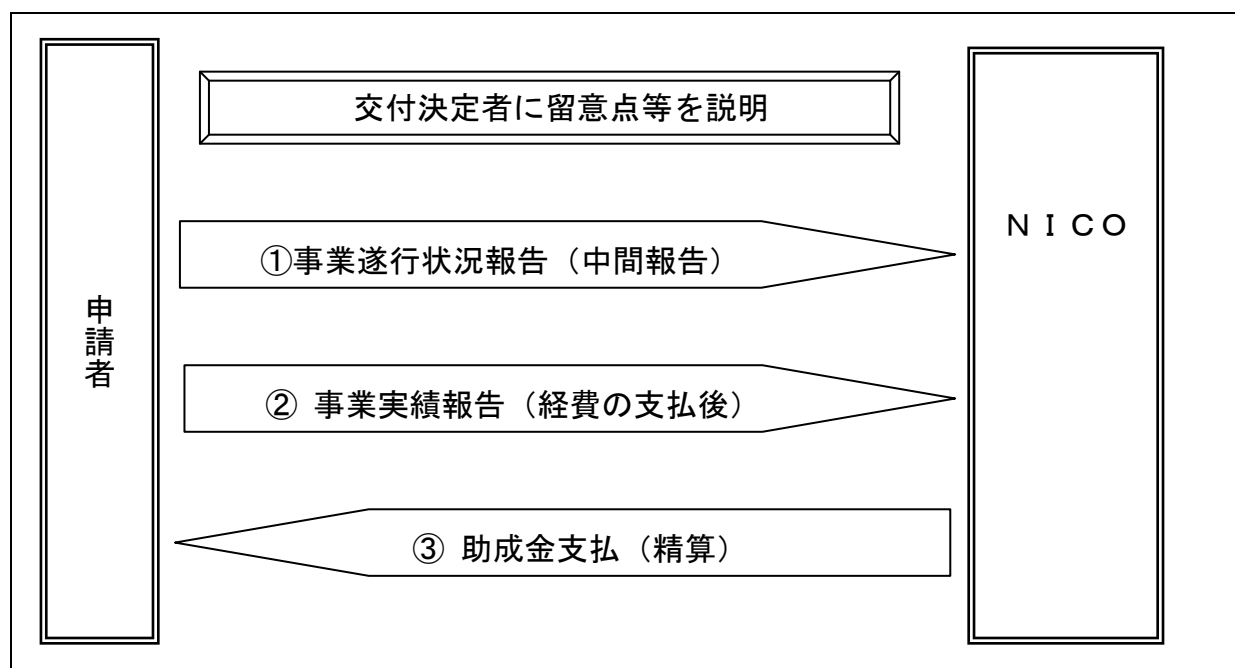 交付決定者に留意点等を説明
ＮＩＣＯ
①事業遂行状況報告（中間報告）
申請者
② 事業実績報告（経費の支払後）
③ 助成金支払（精算）